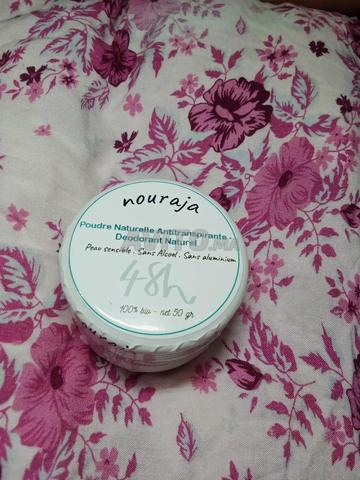 nouraja
Poudre Naturelle Antitranspirante -
Deodorant Naturel
Peau sensible . Sans Alcool . Sans aluminium
48h
100% bio - net 50 gr